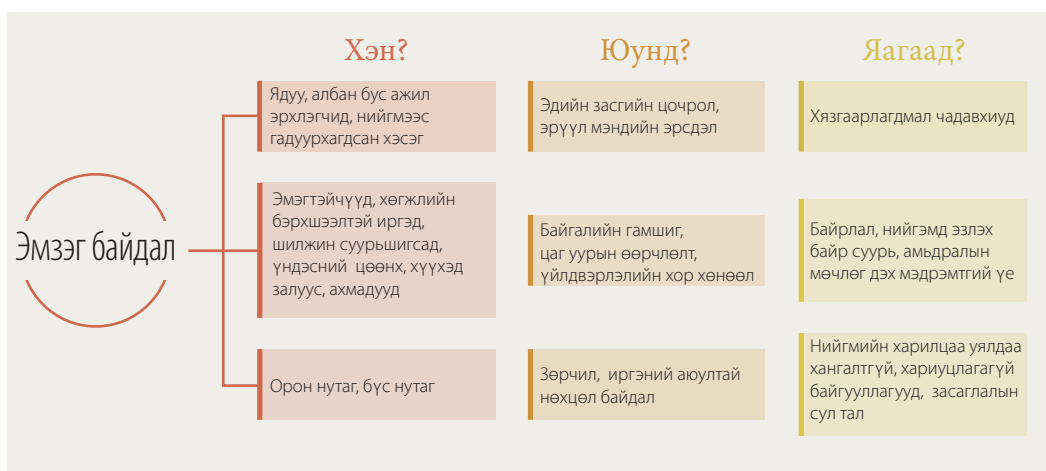 Хэн?
Юунд?
Яагаад?
Эмзэг байдал
Ядуу, албан бус ажил
эрхлэгчид, нийгмээс
гадуурхагдсан хэсэг
Эдийн засгийн цочрол,
эрүүл мэндийн эрсдэл
Хязгаарлагдмал чадавхиуд
Эмэгтэйчүүд, хөгжлийн
бэрхшээлтэй иргэд,
шилжин суурьшигсад,
үндэсний цөөнх, хүүхэд
залуус, ахмадууд
Байгалийн гамшиг,
цаг уурын өөрчлөлт,
үйлдвэрлэлийн хор хөнөөл
Байрлал, нийгэмд эзлэх
байр суурь, амьдралын
мөчлөг дэх мэдрэмтгий үе
Орон нутаг, бүс нутаг
Зөрчил, иргэний аюултай
нөхцөл байдал
Нийгмийн харилцаа уялдаа
хангалтгүй, хариуцлагагүй
байгууллагууд, засаглалын
сул тал